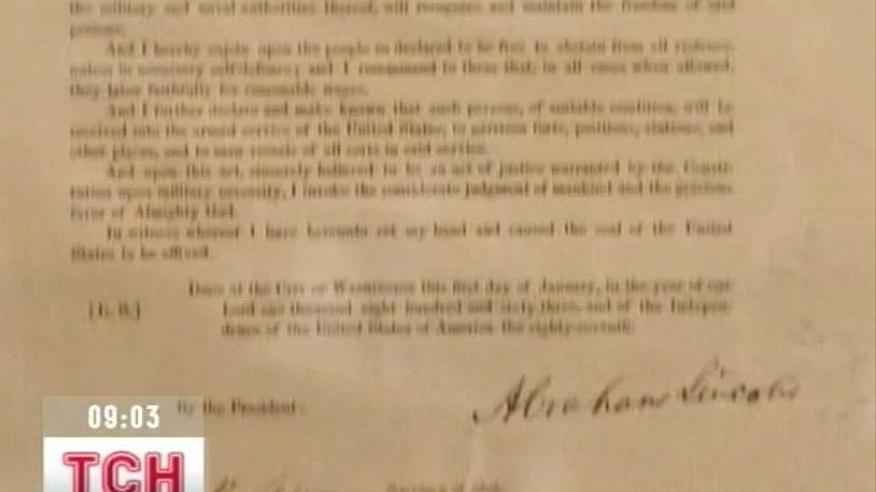 the military and naval authorities thereof, will recognize and maintain the freedom of said
persons.
And I hereby enjoin upon the people so declared to be free to abstain from all violence,
unless in necessary self-defence; and I recommend to them that, in all cases when allowed,
they labor faithfully for reasonable wages.
And I further declare and make known that such persons, of suitable condition, will be
received into the armed service of the United States, to garrison forts, positions, stations, and
other places, and to man vessels of all sorts in said service.
And upon this act, sincerely believed to be an act of justice warranted by the Consti-
tution upon military necessity, I invoke the considerate judgment of mankind and the gracious
favor of Almighty God.
In witness whereof I have hereunto set my hand and caused the seal of the United
States to be affixed.
Done at the City of Washington this first day of January, in the year of our
[L. S.] Lord one thousand eight hundred and sixty-three, and of the Indepen-
dence of the United States of America the eighty-seventh.
Abraham Lincoln
09:03 By the President:
ТСН
Secretary of State